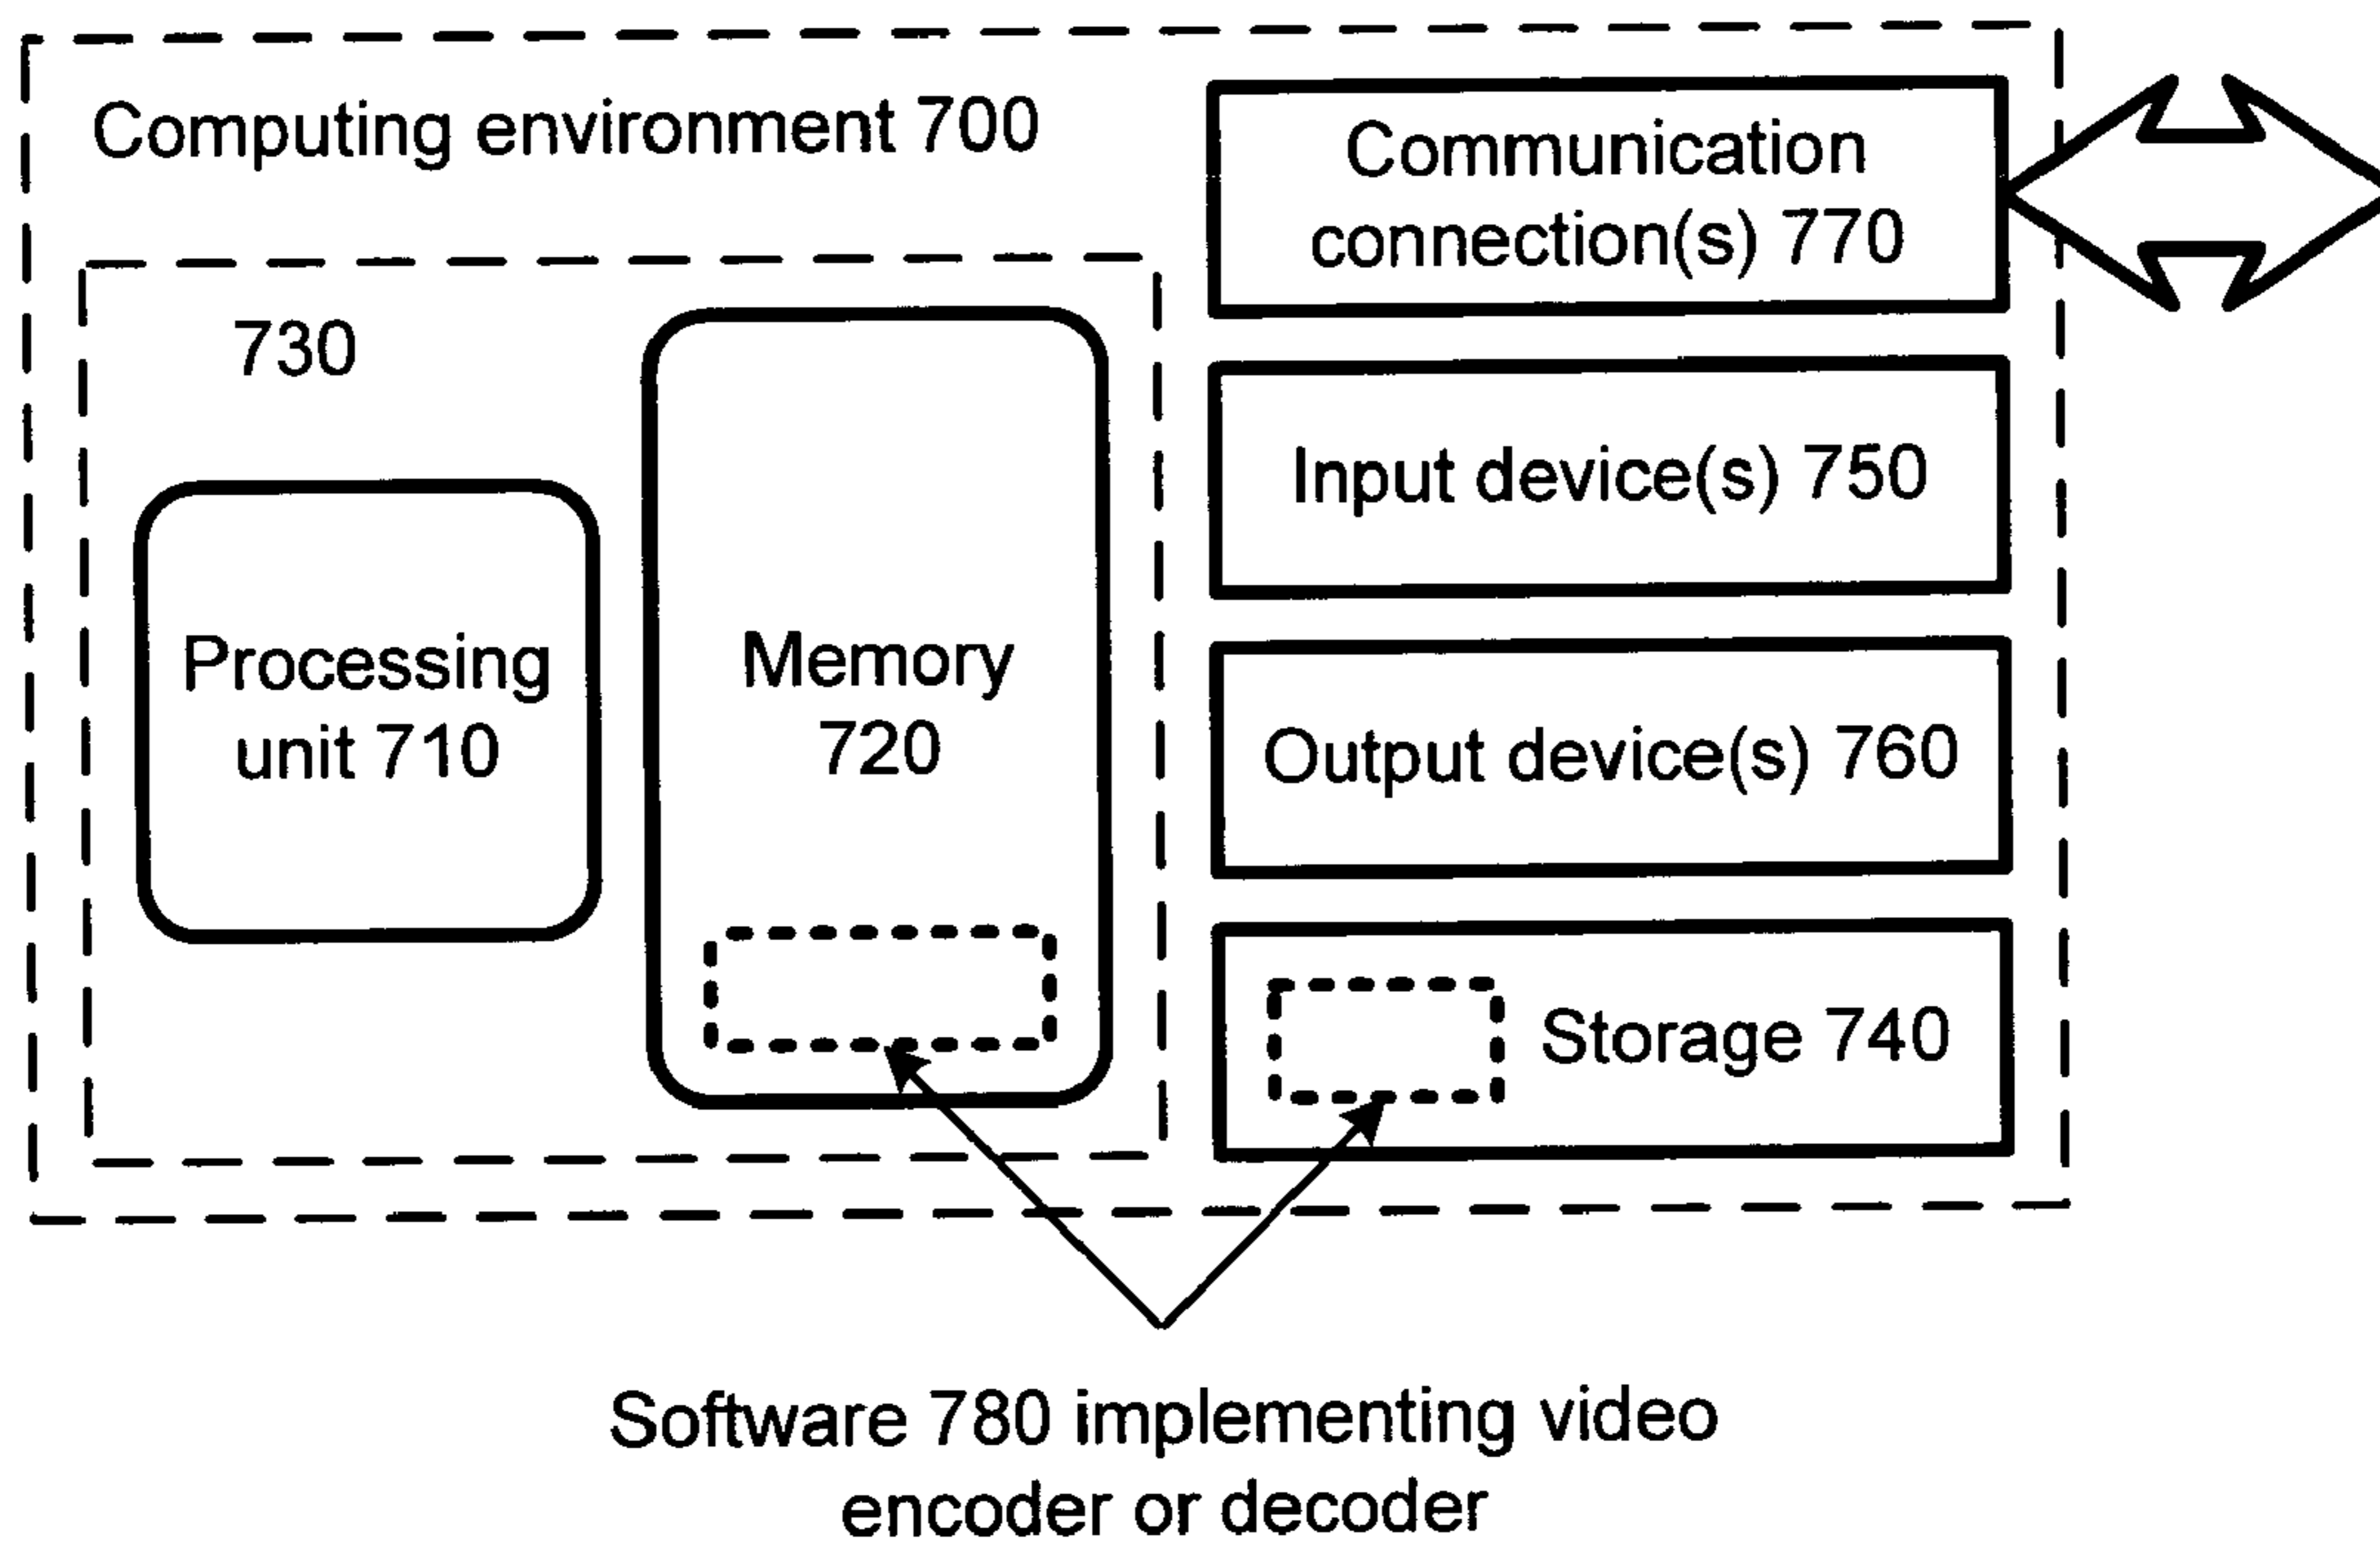 Computing environment 700
Communication
connection(s) 770
730
Input device(s) 750
Processing
unit 710
Memory
720
Output device(s) 760
Storage 740
Software 780 implementing video
encoder or decoder